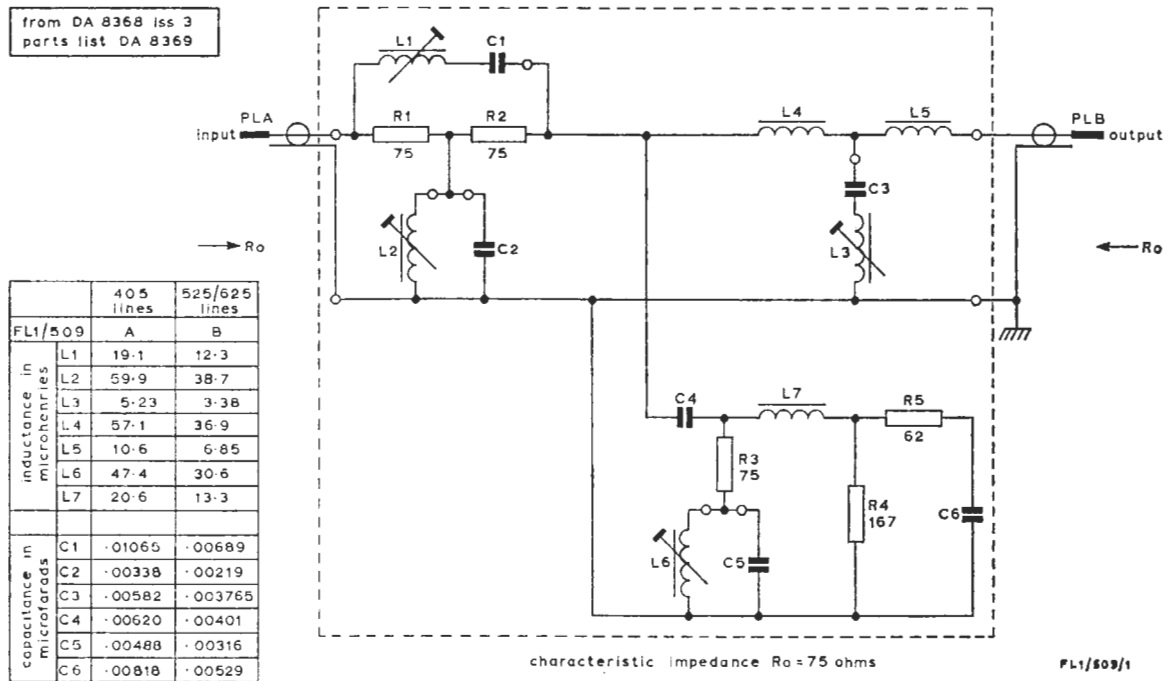 from DA 8368 Iss 3
parts list DA 8369
L1
C1
PLA
R1
R2
L4
L5
PLB
input
75
75
output
C3
L2
C2
L3
Ro
Ro
405 lines
525/625 lines
FL1/509
A
B
inductance in microhenries
L1
19·1
12·3
L2
59·9
38·7
L3
5·23
3·38
L4
57·1
36·9
L5
10·6
6·85
L6
47·4
30·6
L7
20·6
13·3
capacitance in microfarads
C1
·01065
·00689
C2
·00338
·00219
C3
·00582
·003765
C4
·00620
·00401
C5
·00488
·00316
C6
·00818
·00529
C4
L7
R5
62
R3
75
R4
167
C6
L6
C5
characteristic impedance Ro = 75 ohms
FL1/509/1